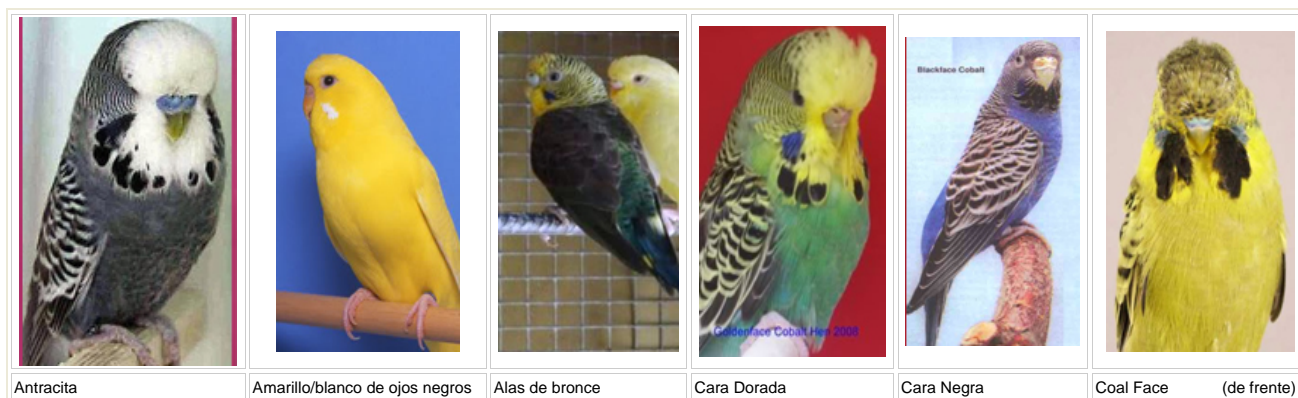 Blackface Cobalt
Goldenface Cobalt Hen 2008
Antracita
Amarillo/blanco de ojos negros
Alas de bronce
Cara Dorada
Cara Negra
Coal Face (de frente)